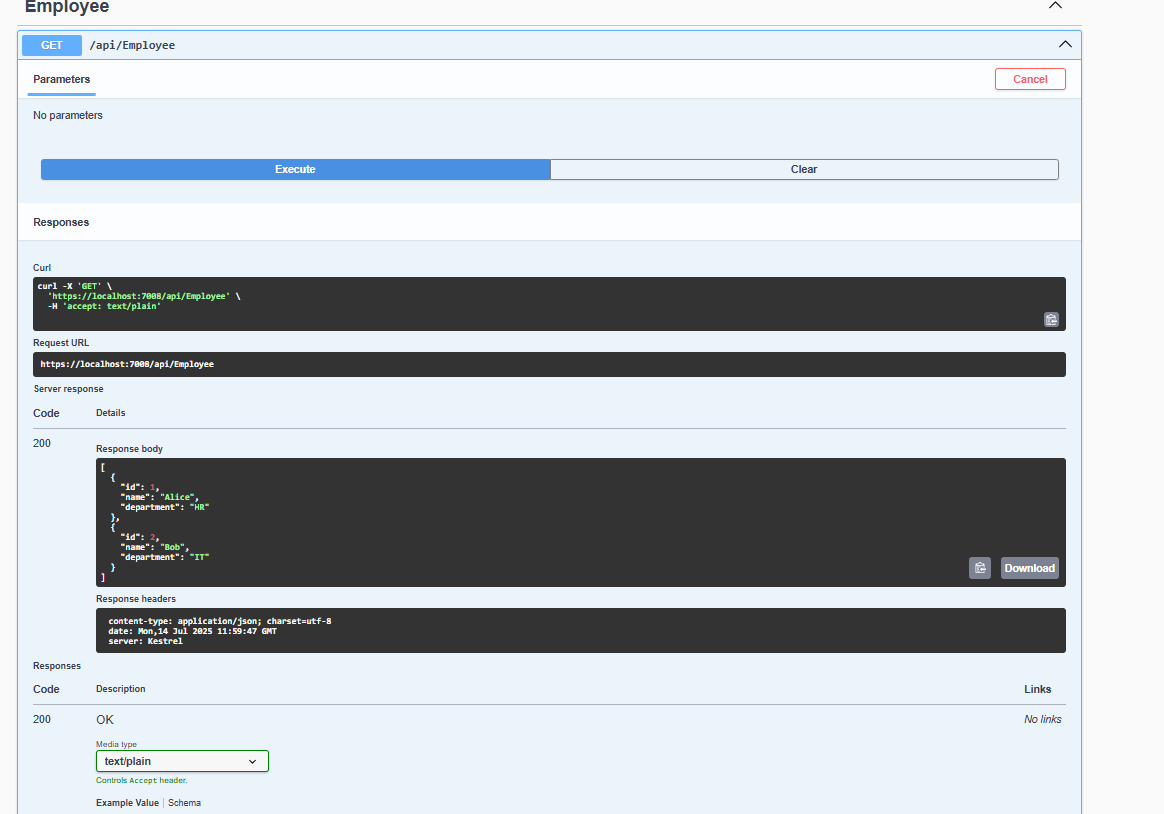 Employee
GET /api/Employee
Parameters Cancel
No parameters
Execute Clear
Responses
Curl
curl -X 'GET' \
'https://localhost:7008/api/Employee' \
-H 'accept: text/plain'
Request URL
https://localhost:7008/api/Employee
Server response
Code Details
200
Response body
[
{
"id": 1,
"name": "Alice",
"department": "HR"
},
{
"id": 2,
"name": "Bob",
"department": "IT"
}
]
Download
Response headers
content-type: application/json; charset=utf-8
date: Mon,14 Jul 2025 11:59:47 GMT
server: Kestrel
Responses
Code Description Links
200 OK No links
Media type
text/plain
Controls Accept header.
Example Value | Schema